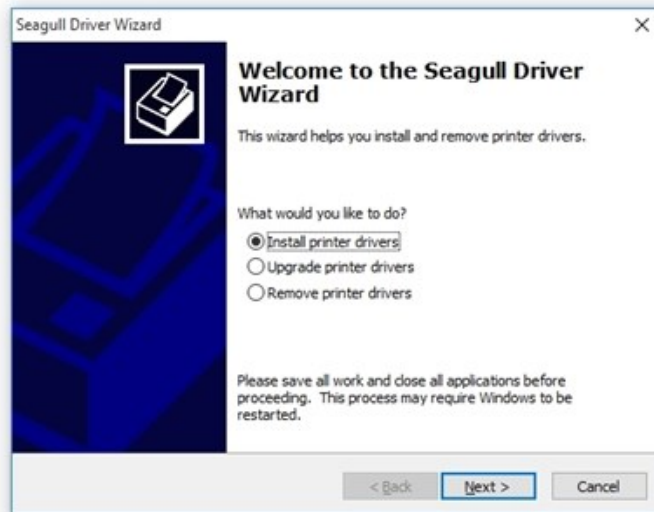 Seagull Driver Wizard
Welcome to the Seagull Driver
Wizard
This wizard helps you install and remove printer drivers.
What would you like to do?
Install printer drivers
Upgrade printer drivers
Remove printer drivers
Please save all work and close all applications before
proceeding. This process may require Windows to be
restarted.
< Back Next > Cancel